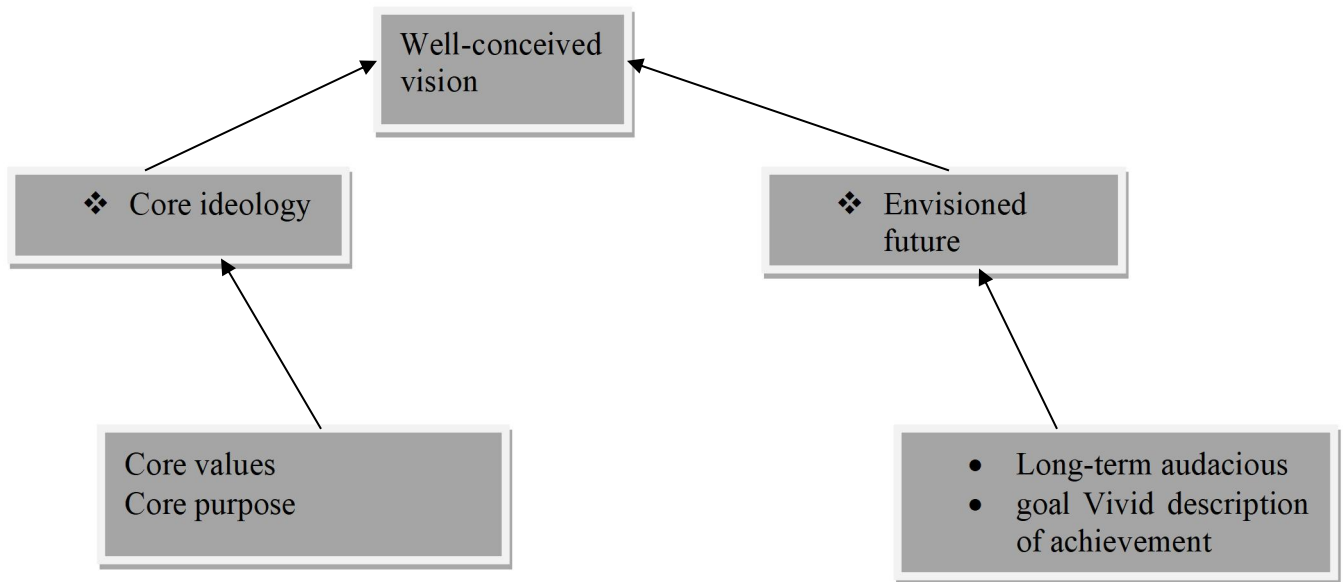 Well-conceived
vision
❖ Core ideology
❖ Envisioned
future
Core values
Core purpose
• Long-term audacious
• goal Vivid description
of achievement